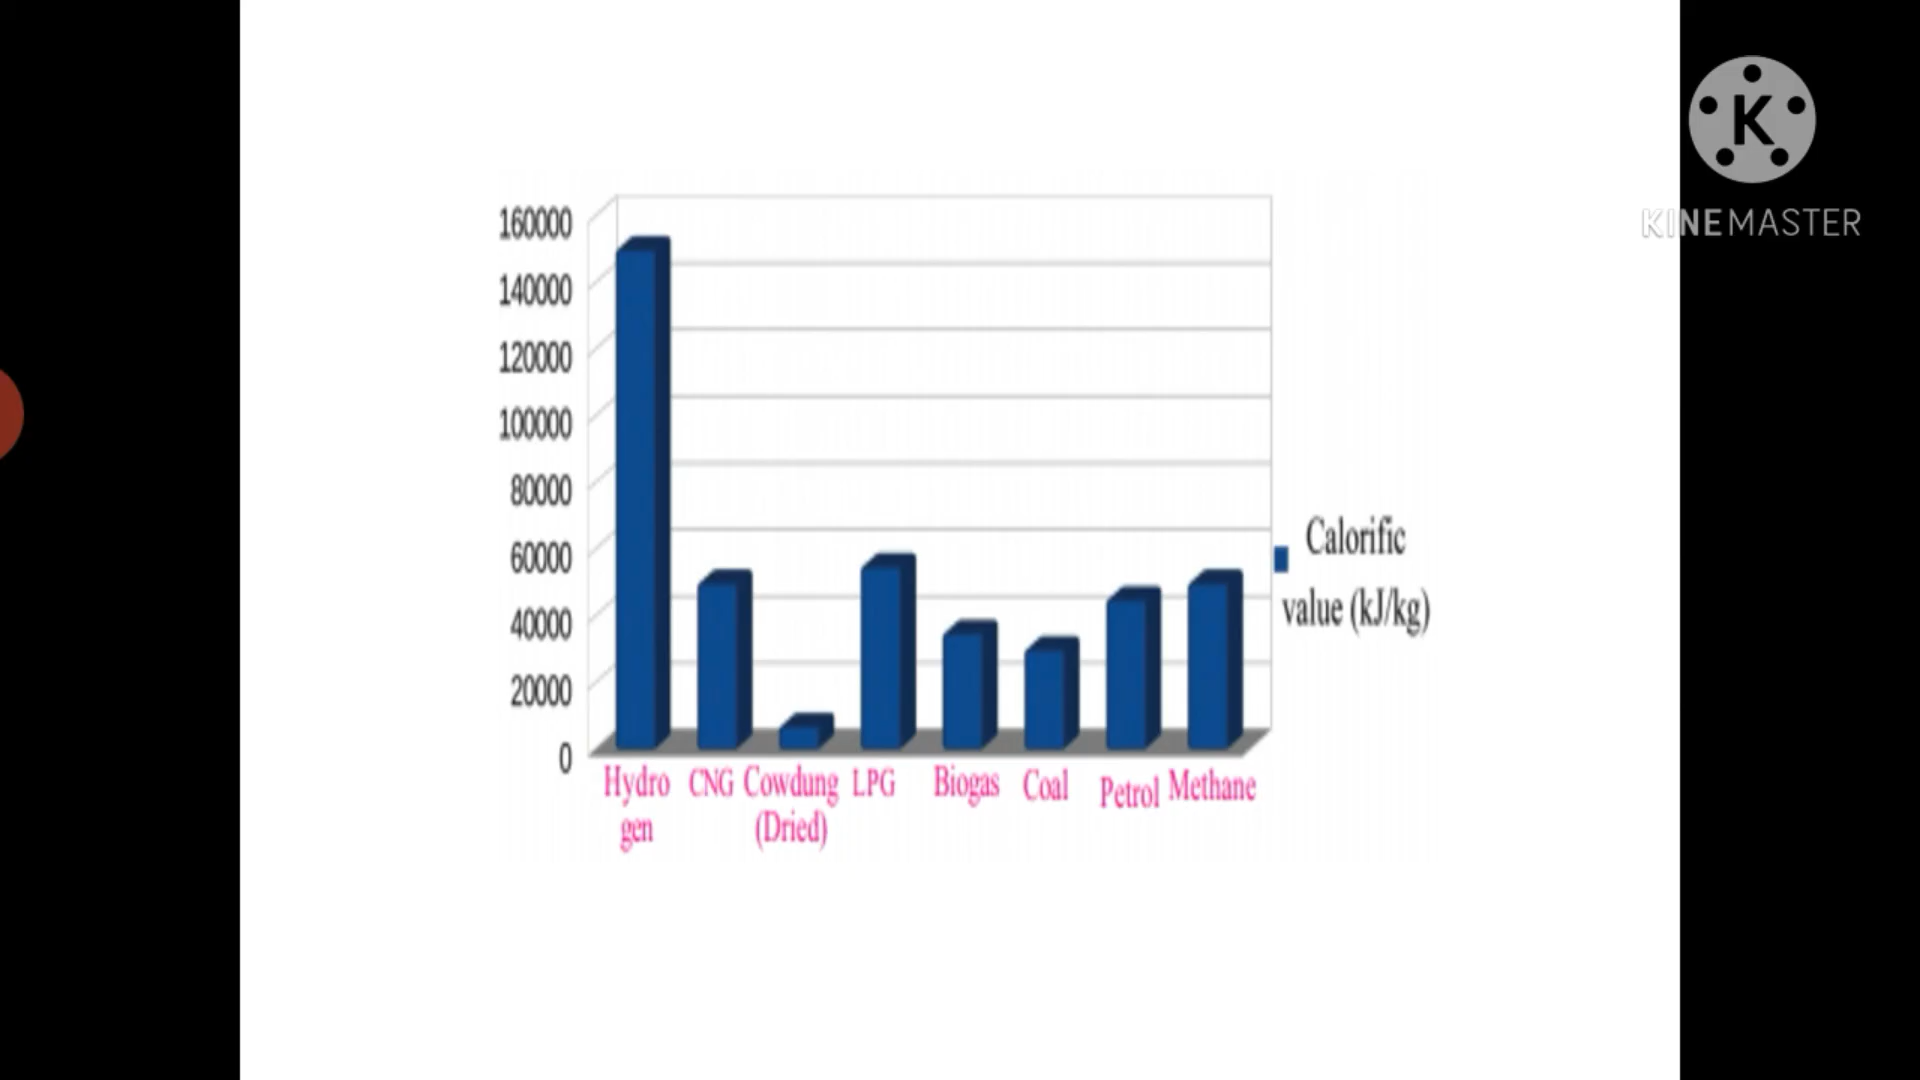 K
KINEMASTER
160000
140000
120000
100000
80000
60000
40000
20000
0
Hydro
gen
CNG
Cowdung
(Dried)
LPG
Biogas
Coal
Petrol
Methane
Calorific
value (kJ/kg)